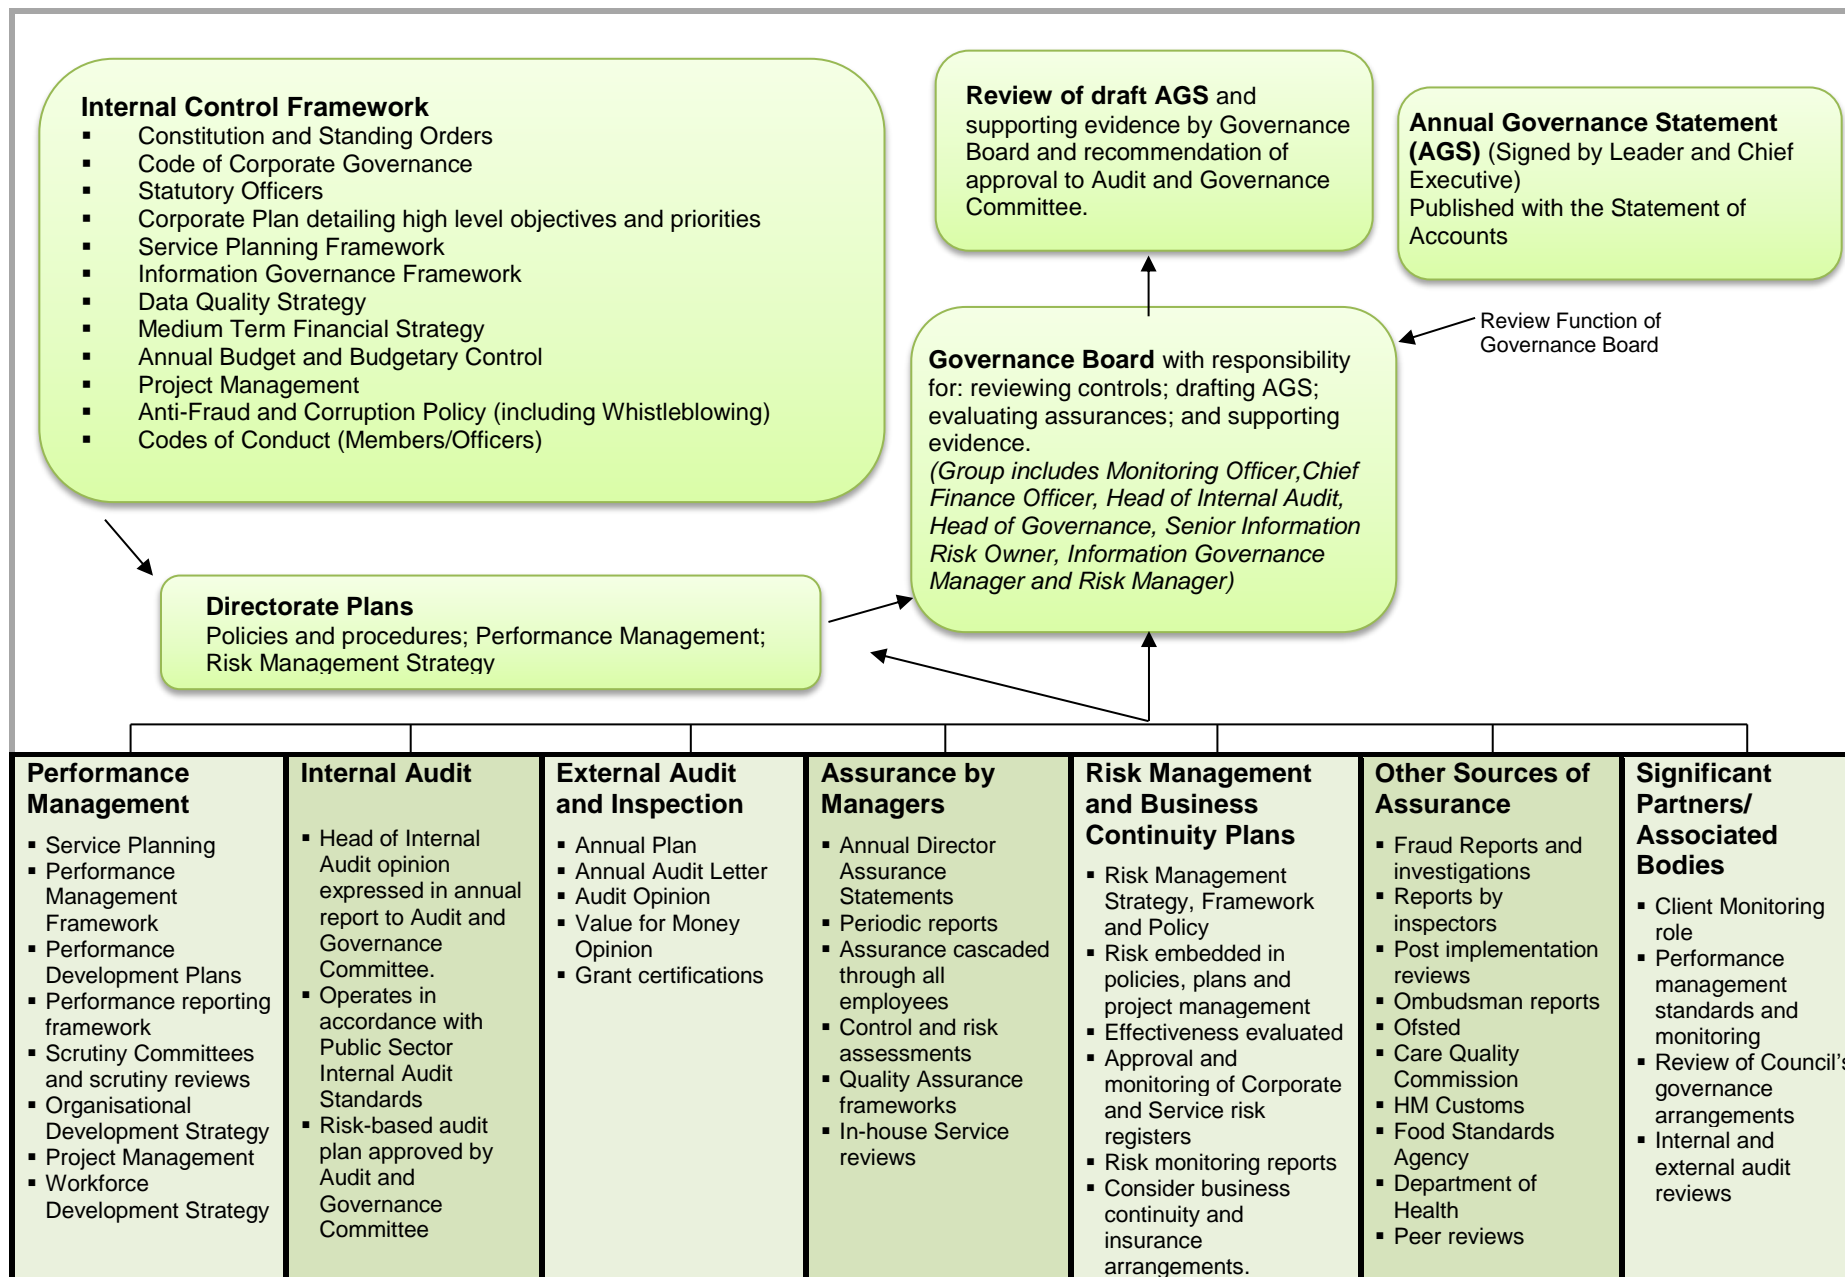 Internal Control Framework
▪ Constitution and Standing Orders
▪ Code of Corporate Governance
▪ Statutory Officers
▪ Corporate Plan detailing high level objectives and priorities
▪ Service Planning Framework
▪ Information Governance Framework
▪ Data Quality Strategy
▪ Medium Term Financial Strategy
▪ Annual Budget and Budgetary Control
▪ Project Management
▪ Anti-Fraud and Corruption Policy (including Whistleblowing)
▪ Codes of Conduct (Members/Officers)
Review of draft AGS and
supporting evidence by Governance
Board and recommendation of
approval to Audit and Governance
Committee.
Annual Governance Statement
(AGS) (Signed by Leader and Chief
Executive)
Published with the Statement of
Accounts
Review Function of
Governance Board
Governance Board with responsibility
for: reviewing controls; drafting AGS;
evaluating assurances; and supporting
evidence.
(Group includes Monitoring Officer,Chief
Finance Officer, Head of Internal Audit,
Head of Governance, Senior Information
Risk Owner, Information Governance
Manager and Risk Manager)
Directorate Plans
Policies and procedures; Performance Management;
Risk Management Strategy
Performance
Management
▪ Service Planning
▪ Performance
Management
Framework
▪ Performance
Development Plans
▪ Performance reporting
framework
▪ Scrutiny Committees
and scrutiny reviews
▪ Organisational
Development Strategy
▪ Project Management
▪ Workforce
Development Strategy
Internal Audit
▪ Head of Internal
Audit opinion
expressed in annual
report to Audit and
Governance
Committee.
▪ Operates in
accordance with
Public Sector
Internal Audit
Standards
▪ Risk-based audit
plan approved by
Audit and
Governance
Committee
External Audit
and Inspection
▪ Annual Plan
▪ Annual Audit Letter
▪ Audit Opinion
▪ Value for Money
Opinion
▪ Grant certifications
Assurance by
Managers
▪ Annual Director
Assurance
Statements
▪ Periodic reports
▪ Assurance cascaded
through all
employees
▪ Control and risk
assessments
▪ Quality Assurance
frameworks
▪ In-house Service
reviews
Risk Management
and Business
Continuity Plans
▪ Risk Management
Strategy, Framework
and Policy
▪ Risk embedded in
policies, plans and
project management
▪ Effectiveness evaluated
▪ Approval and
monitoring of Corporate
and Service risk
registers
▪ Risk monitoring reports
▪ Consider business
continuity and
insurance
arrangements.
Other Sources of
Assurance
▪ Fraud Reports and
investigations
▪ Reports by
inspectors
▪ Post implementation
reviews
▪ Ombudsman reports
▪ Ofsted
▪ Care Quality
Commission
▪ HM Customs
▪ Food Standards
Agency
▪ Department of
Health
▪ Peer reviews
Significant
Partners/
Associated
Bodies
▪ Client Monitoring
role
▪ Performance
management
standards and
monitoring
▪ Review of Council's
governance
arrangements
▪ Internal and
external audit
reviews